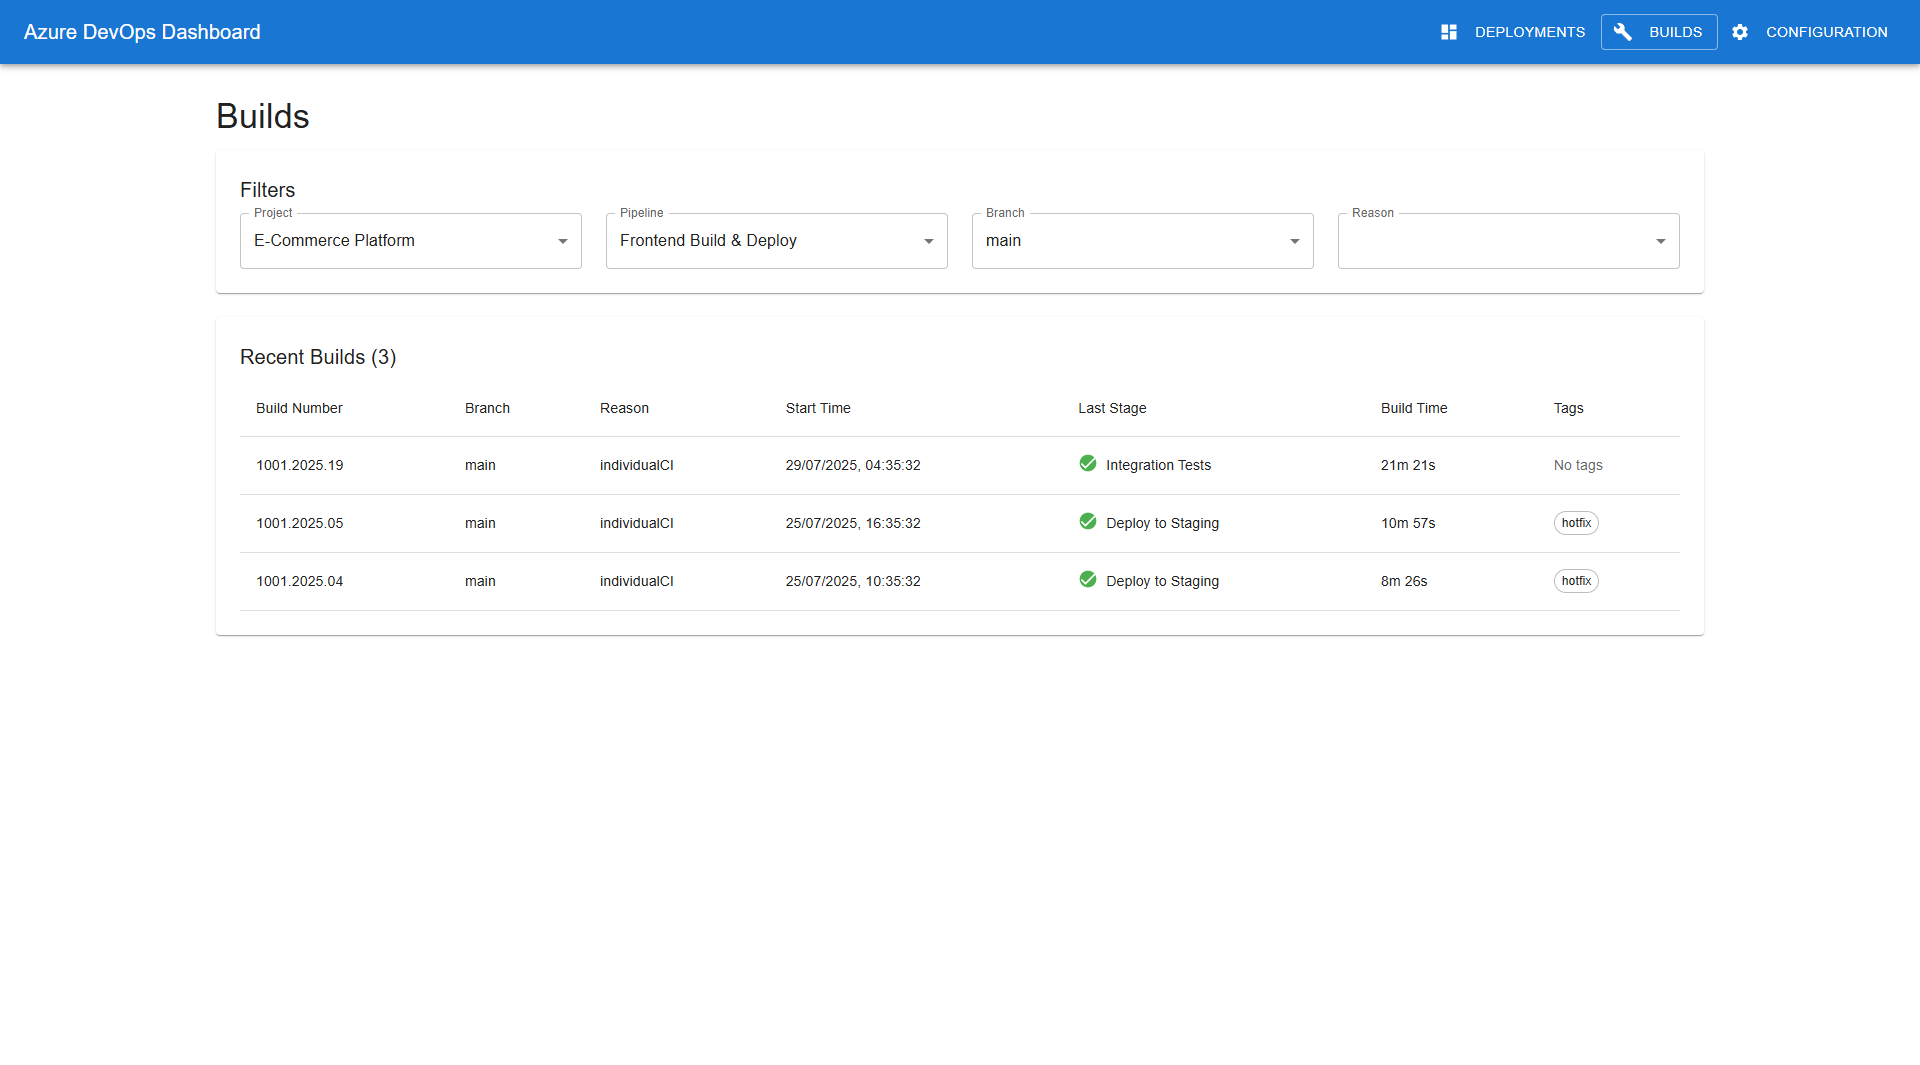 Azure DevOps Dashboard DEPLOYMENTS BUILDS CONFIGURATION
Builds
Filters
Project Pipeline Branch Reason
E-Commerce Platform Frontend Build & Deploy main
Recent Builds (3)
Build Number Branch Reason Start Time Last Stage Build Time Tags
1001.2025.19 main individualCI 29/07/2025, 04:35:32 Integration Tests 21m 21s No tags
1001.2025.05 main individualCI 25/07/2025, 16:35:32 Deploy to Staging 10m 57s hotfix
1001.2025.04 main individualCI 25/07/2025, 10:35:32 Deploy to Staging 8m 26s hotfix